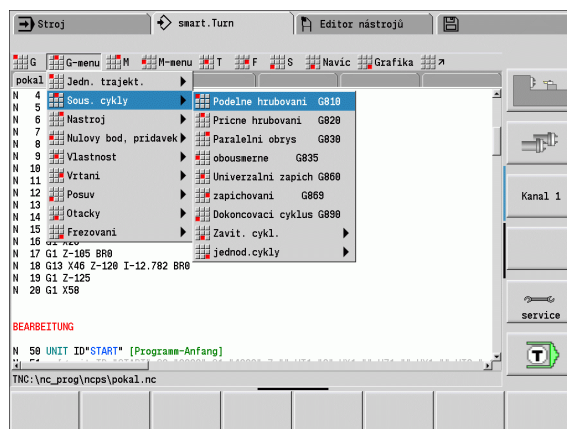 Stroj smart.Turn Editor nástrojů
G G-menu M M-menu T F S Navíc Grafika
pokal Jedn. trajekt.
N 4 Sous. cykly Podelne hrubovani G810
N 5
N 6 Nastroj Pricne hrubovani G820
N 7
N 8 Nulovy bod, pridavek Paralelni obrys G830
N 9 Vlastnost obousmerne G835
N 10
N 11 Vrtani Univerzalni zapich G860
N 12 Posuv zapichovani G869
N 13
N 14 Otacky Dokoncovaci cyklus G890
N 15 Frezovani Zavit. cykl.
N 16 G1 X26
jednod.cykly
N 17 G1 Z-105 BR0
N 18 G13 X46 Z-120 I-12.782 BR0
N 19 G1 Z-125
N 20 G1 X58
Kanal 1
service
T
BEARBEITUNG
N 50 UNIT ID"START" [Programm-Anfang]
TNC:\nc_prog\ncps\pokal.nc